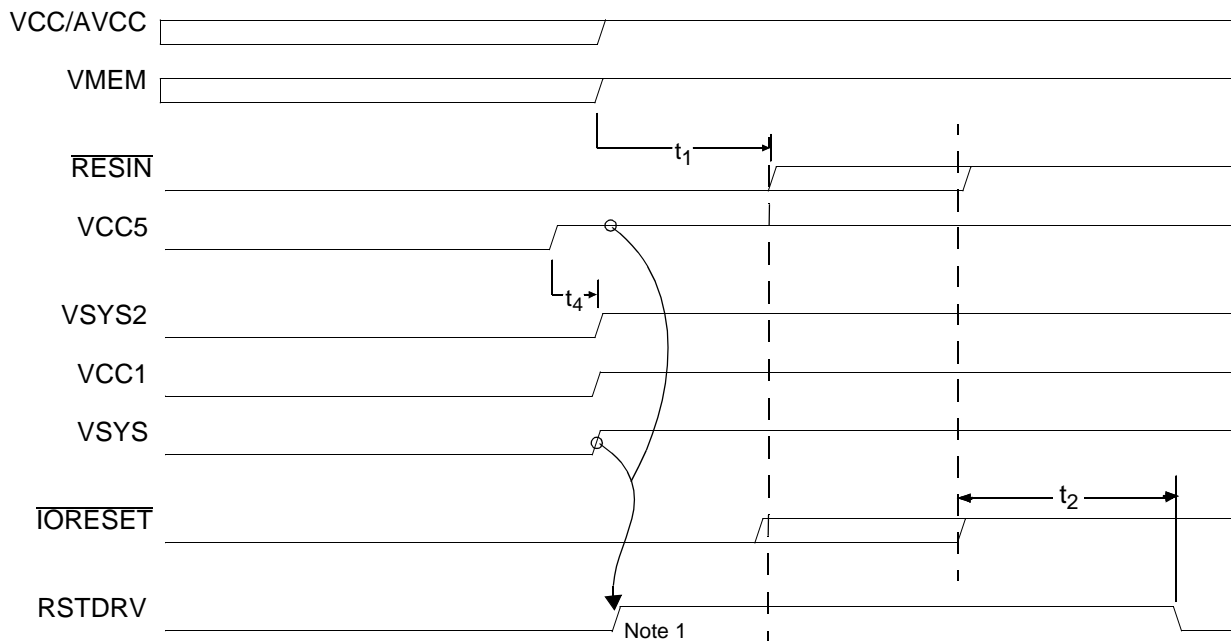 VCC/AVCC
VMEM
t1
RESIN
VCC5
t4
VSYS2
VCC1
VSYS
t2
IORESET
RSTDRV
Note 1